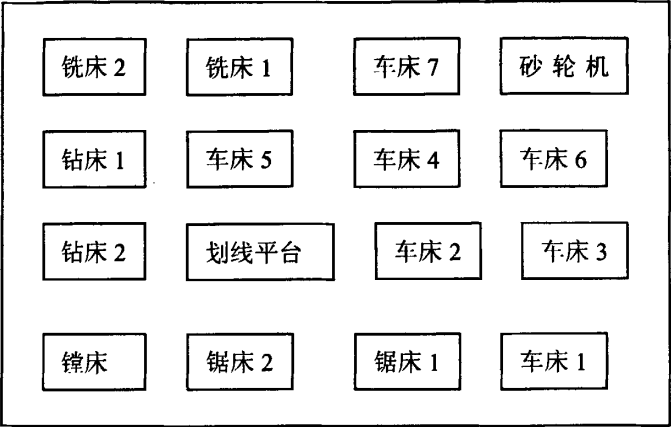 铣床 2 铣床 1 车床 7 砂 轮 机
钻床 1 车床 5 车床 4 车床 6
钻床 2 划线平台 车床 2 车床 3
镗床 锯床 2 锯床 1 车床 1